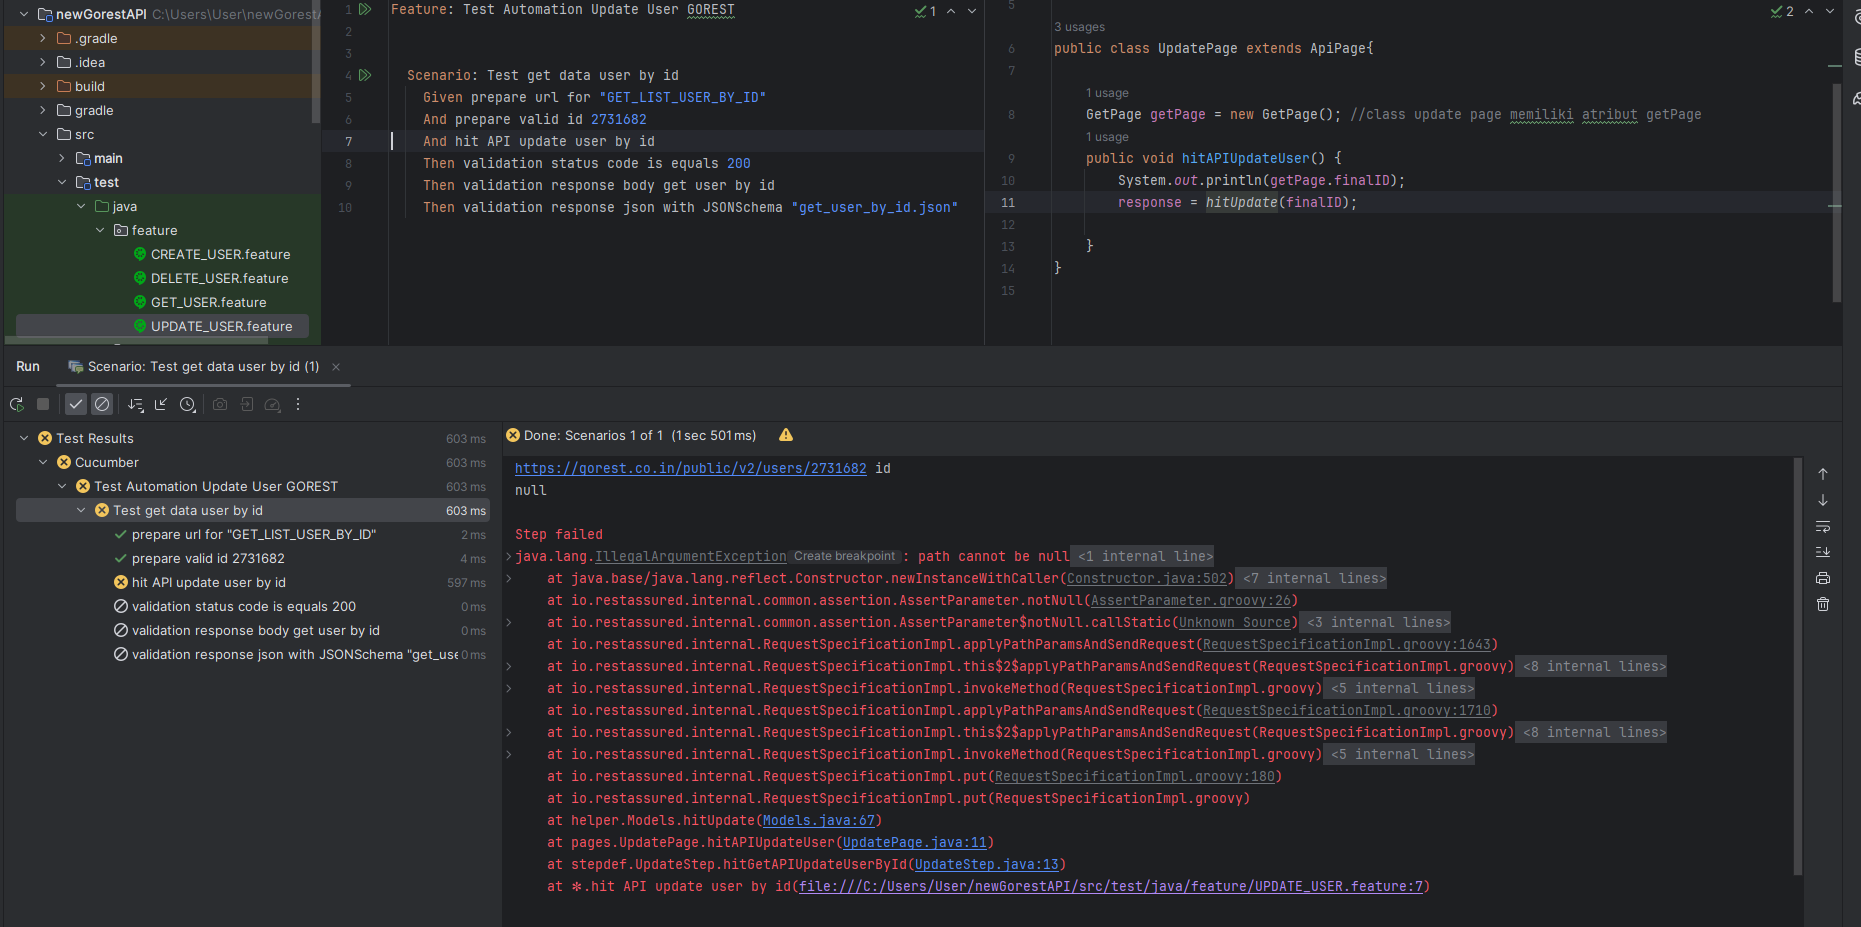 newGorestAPI C:\Users\User\newGorestA
.gradle
.idea
build
gradle
src
main
test
java
feature
CREATE_USER.feature
DELETE_USER.feature
GET_USER.feature
UPDATE_USER.feature
1 Feature: Test Automation Update User GOREST
1
2
3
4 Scenario: Test get data user by id
5 Given prepare url for "GET_LIST_USER_BY_ID"
6 And prepare valid id 2731682
7 And hit API update user by id
8 Then validation status code is equals 200
9 Then validation response body get user by id
10 Then validation response json with JSONSchema "get_user_by_id.json"
5
2
3 usages
6 public class UpdatePage extends ApiPage{
7
1 usage
8 GetPage getPage = new GetPage(); //class update page memiliki atribut getPage
1 usage
9 public void hitAPIUpdateUser() {
10 System.out.println(getPage.finalID);
11 response = hitUpdate(finalID);
12
13 }
14 }
15
Run
Scenario: Test get data user by id (1)
Test Results 603 ms
Cucumber 603 ms
Test Automation Update User GOREST 603 ms
Test get data user by id 603 ms
prepare url for "GET_LIST_USER_BY_ID" 2 ms
prepare valid id 2731682 4 ms
hit API update user by id 597 ms
validation status code is equals 200 0 ms
validation response body get user by id 0 ms
validation response json with JSONSchema "get_use 0 ms
Done: Scenarios 1 of 1 (1 sec 501 ms)
https://gorest.co.in/public/v2/users/2731682 id
null
Step failed
java.lang.IllegalArgumentException Create breakpoint : path cannot be null <1 internal line>
at java.base/java.lang.reflect.Constructor.newInstanceWithCaller(Constructor.java:502) <7 internal lines>
at io.restassured.internal.common.assertion.AssertParameter.notNull(AssertParameter.groovy:26)
at io.restassured.internal.common.assertion.AssertParameter$notNull.callStatic(Unknown Source) <3 internal lines>
at io.restassured.internal.RequestSpecificationImpl.applyPathParamsAndSendRequest(RequestSpecificationImpl.groovy:1643)
at io.restassured.internal.RequestSpecificationImpl.this$2$applyPathParamsAndSendRequest(RequestSpecificationImpl.groovy) <8 internal lines>
at io.restassured.internal.RequestSpecificationImpl.invokeMethod(RequestSpecificationImpl.groovy) <5 internal lines>
at io.restassured.internal.RequestSpecificationImpl.applyPathParamsAndSendRequest(RequestSpecificationImpl.groovy:1710)
at io.restassured.internal.RequestSpecificationImpl.this$2$applyPathParamsAndSendRequest(RequestSpecificationImpl.groovy) <8 internal lines>
at io.restassured.internal.RequestSpecificationImpl.invokeMethod(RequestSpecificationImpl.groovy) <5 internal lines>
at io.restassured.internal.RequestSpecificationImpl.put(RequestSpecificationImpl.groovy:180)
at io.restassured.internal.RequestSpecificationImpl.put(RequestSpecificationImpl.groovy)
at helper.Models.hitUpdate(Models.java:67)
at pages.UpdatePage.hitAPIUpdateUser(UpdatePage.java:11)
at stepdef.UpdateStep.hitGetAPIUpdateUserById(UpdateStep.java:13)
at ✽.hit API update user by id(file:///C:/Users/User/newGorestAPI/src/test/java/feature/UPDATE_USER.feature:7)